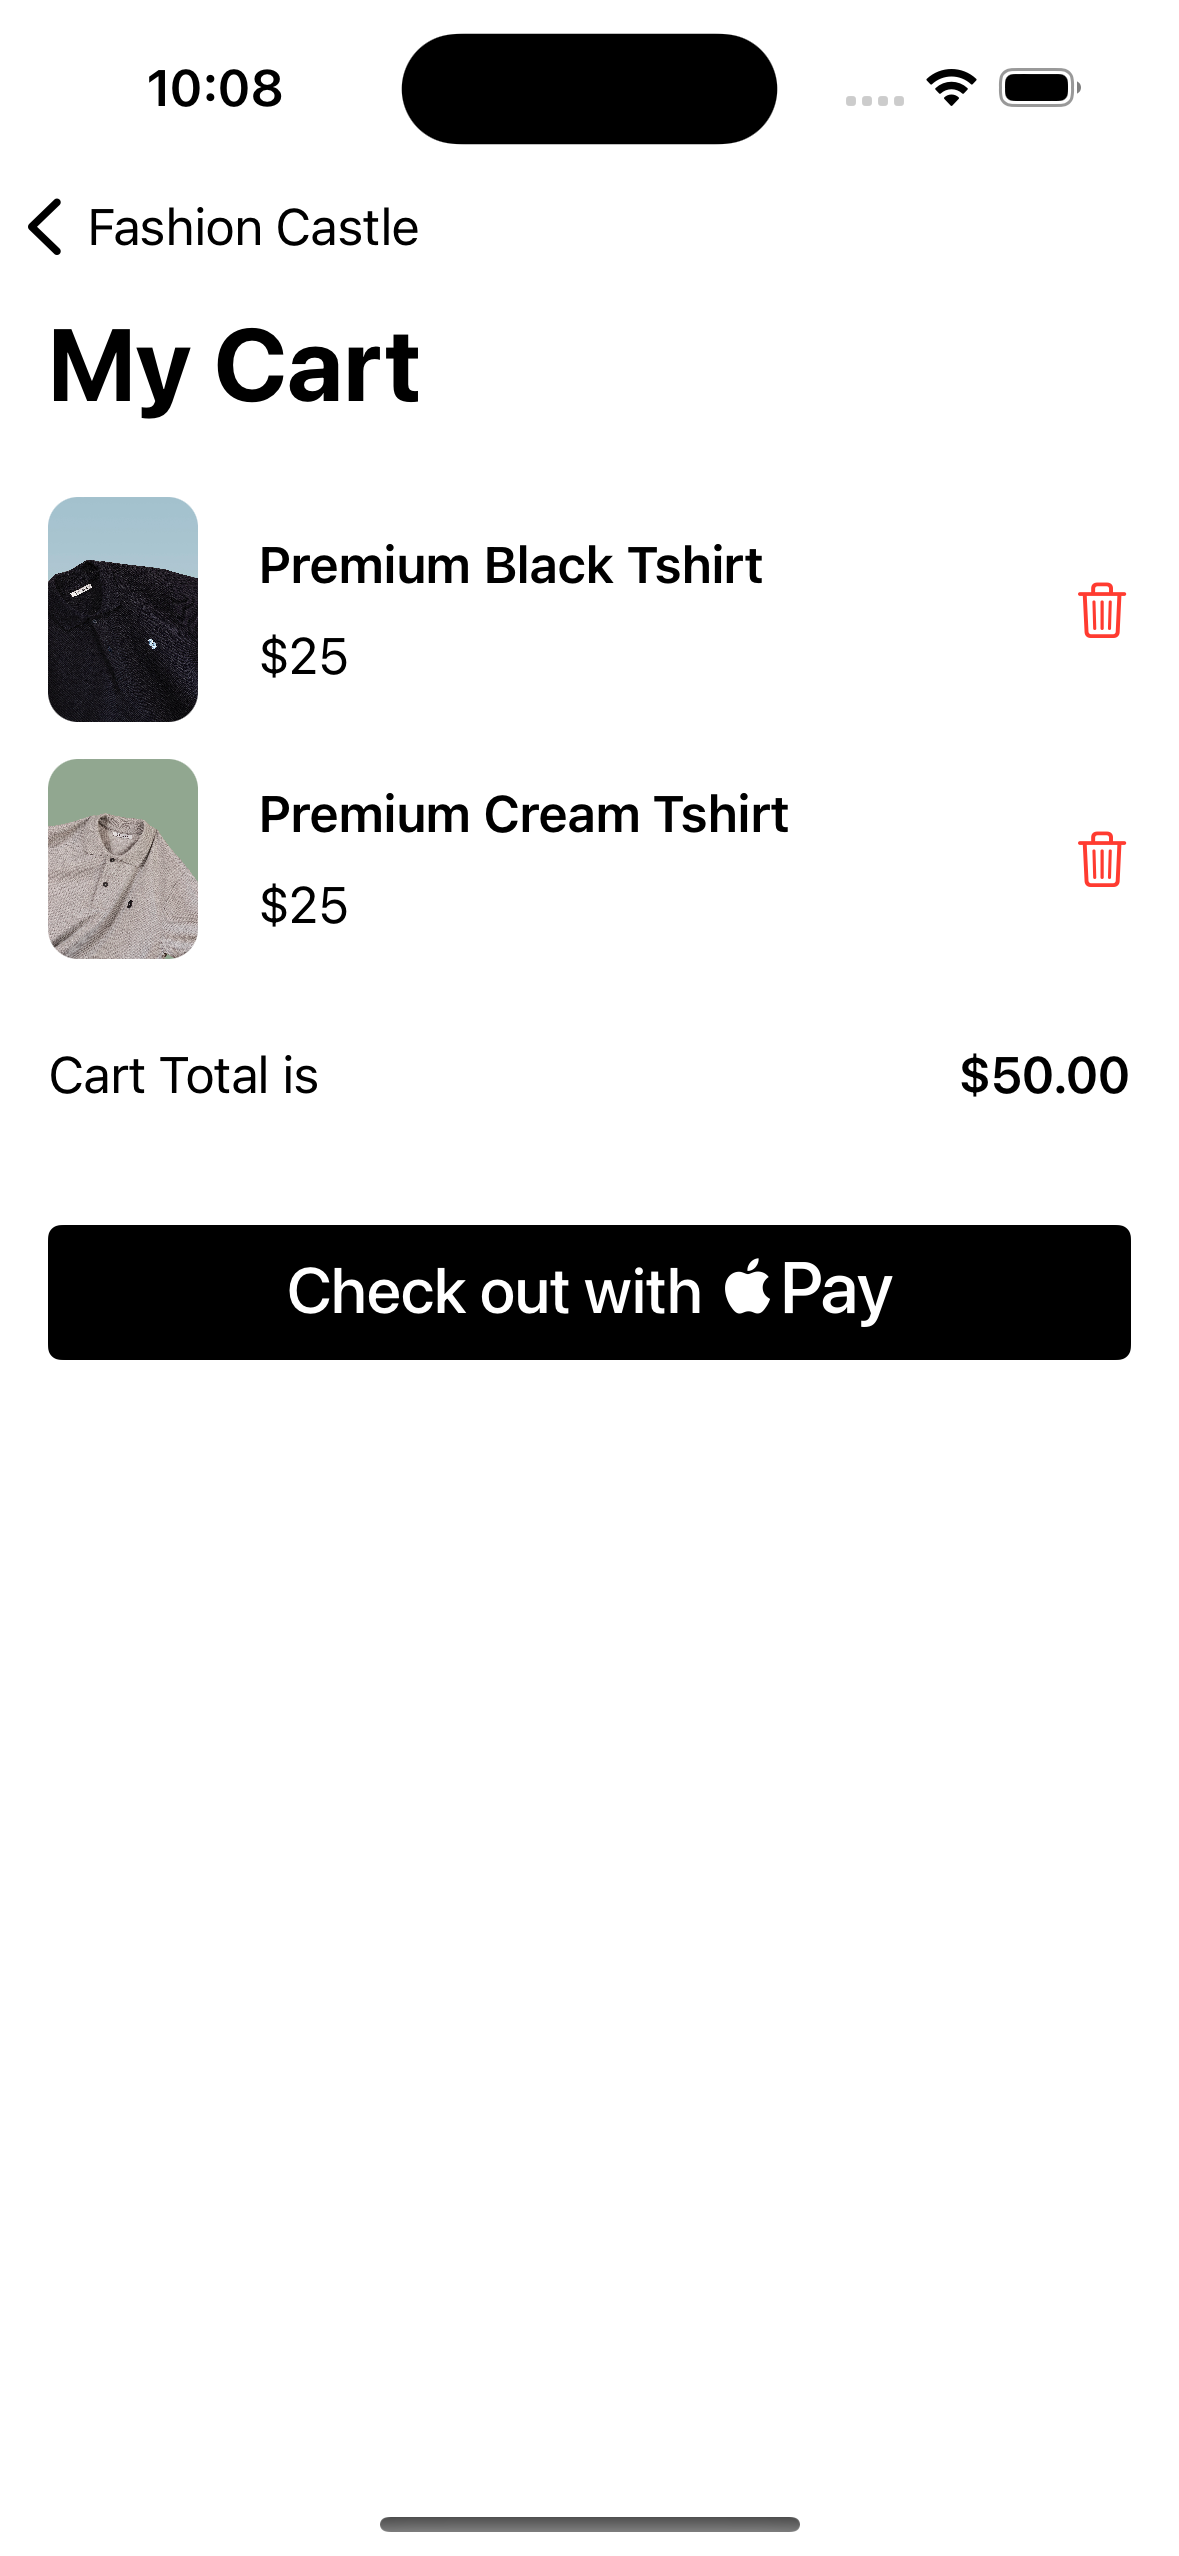 10:08
Fashion Castle
My Cart
Premium Black Tshirt
$25
Premium Cream Tshirt
$25
Cart Total is $50.00
Check out with Pay